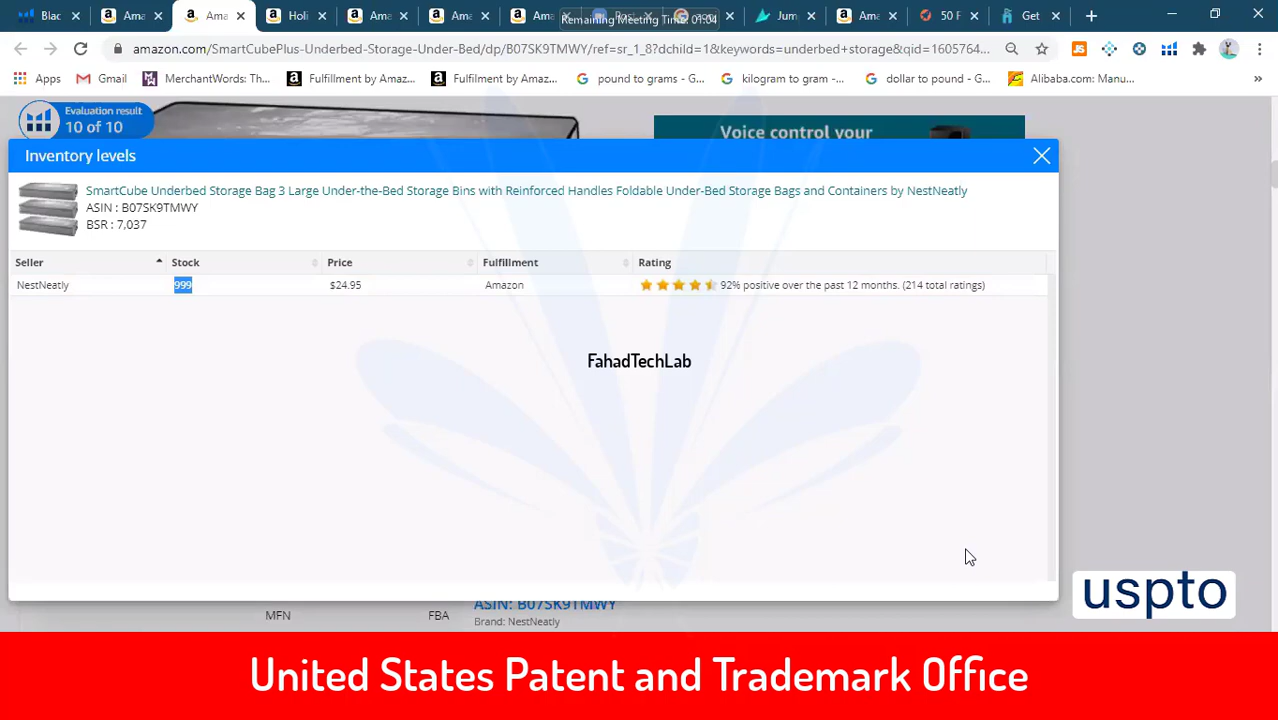 Blac
Ama
Ama
Holi
Ama
Ama
Ama
Remaining Meeting Time: 01:04
Jum
Ama
50 F
Get
amazon.com/SmartCubePlus-Underbed-Storage-Under-Bed/dp/B07SK9TMWY/ref=sr_1_8?dchild=1&keywords=underbed+storage&qid=1605764...
Apps
Gmail
MerchantWords: Th...
Fulfillment by Amaz...
Fulfilment by Amaz...
pound to grams - G...
kilogram to gram -...
dollar to pound - G...
Alibaba.com: Manu...
»
Evaluation result
10 of 10
Voice control your
Inventory levels
SmartCube Underbed Storage Bag 3 Large Under-the-Bed Storage Bins with Reinforced Handles Foldable Under-Bed Storage Bags and Containers by NestNeatly
ASIN : B07SK9TMWY
BSR : 7,037
Seller Stock Price Fulfillment Rating
NestNeatly 999 $24.95 Amazon 92% positive over the past 12 months. (214 total ratings)
FahadTechLab
ASIN: B07SK9TMWY
MFN FBA
Brand: NestNeatly
uspto
United States Patent and Trademark Office